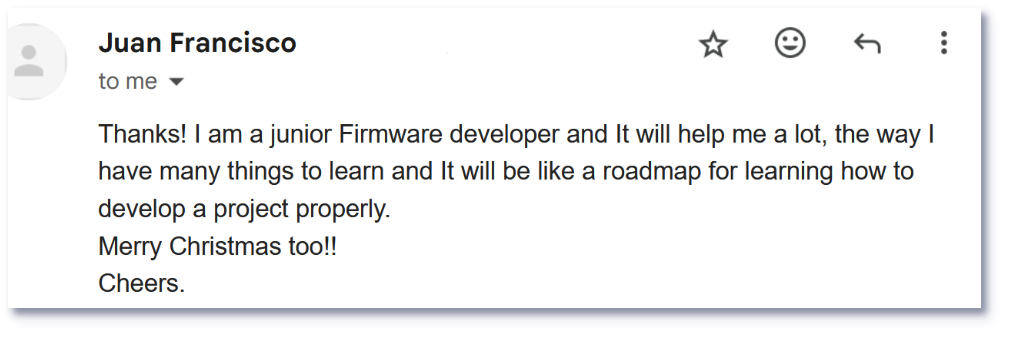 Juan Francisco
to me
Thanks! I am a junior Firmware developer and It will help me a lot, the way I
have many things to learn and It will be like a roadmap for learning how to
develop a project properly.
Merry Christmas too!!
Cheers.